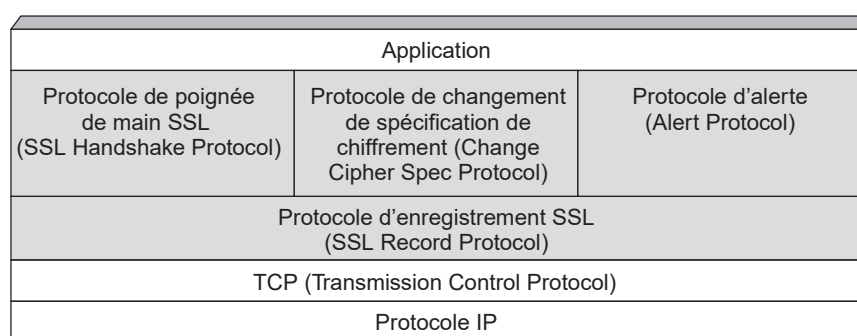 Application
Protocole de poignée
de main SSL
(SSL Handshake Protocol)
Protocole de changement
de spécification de
chiffrement (Change
Cipher Spec Protocol)
Protocole d’alerte
(Alert Protocol)
Protocole d’enregistrement SSL
(SSL Record Protocol)
TCP (Transmission Control Protocol)
Protocole IP